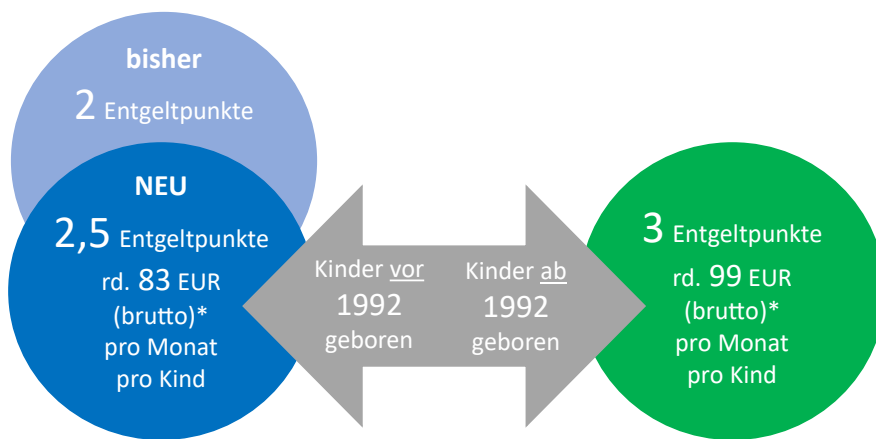 bisher
2 Entgeltpunkte
NEU
2,5 Entgeltpunkte
rd. 83 EUR
(brutto)*
pro Monat
pro Kind
Kinder vor
1992
geboren
Kinder ab
1992
geboren
3 Entgeltpunkte
rd. 99 EUR
(brutto)*
pro Monat
pro Kind